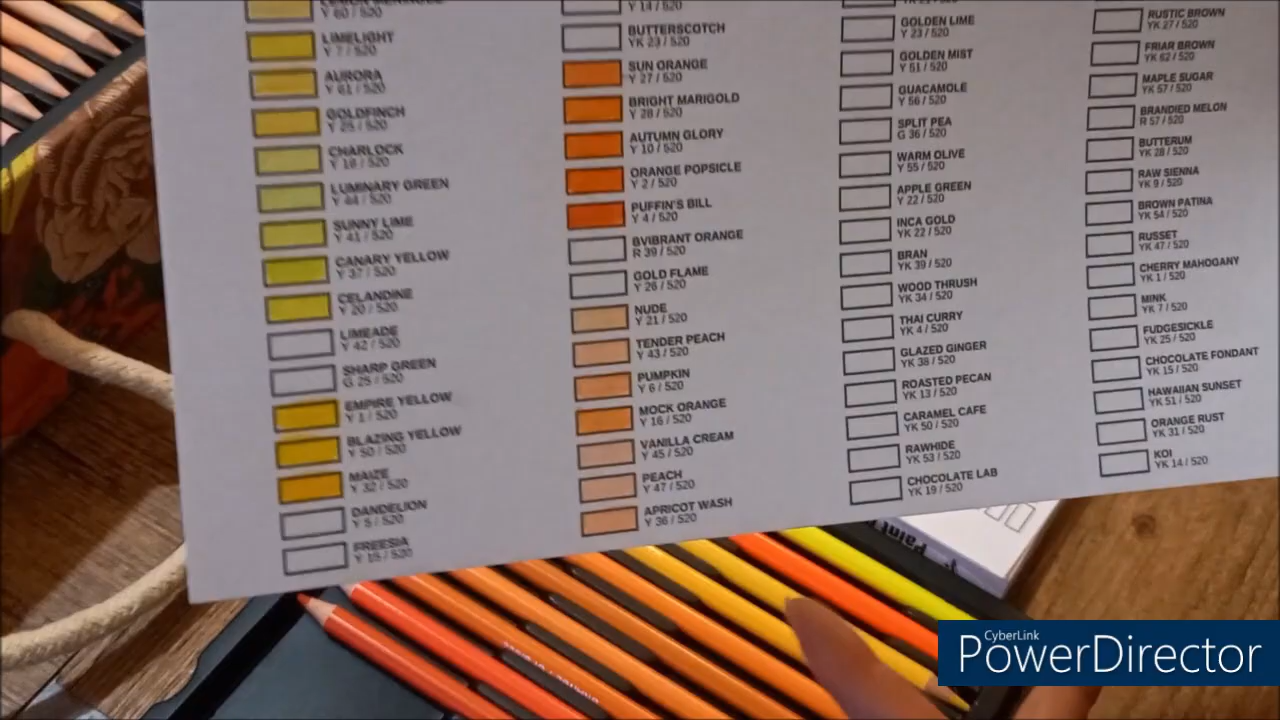 LEMON MERINGUE
Y 60 / 520
LIMELIGHT
Y 7 / 520
AURORA
Y 61 / 520
GOLDFINCH
Y 25 / 520
CHARLOCK
Y 18 / 520
LUMINARY GREEN
Y 44 / 520
SUNNY LIME
Y 41 / 520
CANARY YELLOW
Y 37 / 520
CELANDINE
Y 20 / 520
LIMEADE
Y 42 / 520
SHARP GREEN
G 25 / 520
EMPIRE YELLOW
Y 1 / 520
BLAZING YELLOW
Y 50 / 520
MAIZE
Y 32 / 520
DANDELION
Y 5 / 520
FREESIA
Y 15 / 520
Y 14 / 520
BUTTERSCOTCH
YK 23 / 520
SUN ORANGE
Y 27 / 520
BRIGHT MARIGOLD
Y 28 / 520
AUTUMN GLORY
Y 10 / 520
ORANGE POPSICLE
Y 2 / 520
PUFFIN'S BILL
Y 4 / 520
BVIBRANT ORANGE
R 39 / 520
GOLD FLAME
Y 26 / 520
NUDE
Y 21 / 520
TENDER PEACH
Y 43 / 520
PUMPKIN
Y 6 / 520
MOCK ORANGE
Y 16 / 520
VANILLA CREAM
Y 45 / 520
PEACH
Y 47 / 520
APRICOT WASH
Y 36 / 520
GOLDEN LIME
Y 23 / 520
GOLDEN MIST
Y 51 / 520
GUACAMOLE
Y 56 / 520
SPLIT PEA
G 36 / 520
WARM OLIVE
Y 55 / 520
APPLE GREEN
Y 22 / 520
INCA GOLD
YK 22 / 520
BRAN
YK 39 / 520
WOOD THRUSH
YK 34 / 520
THAI CURRY
YK 4 / 520
GLAZED GINGER
YK 38 / 520
ROASTED PECAN
YK 13 / 520
CARAMEL CAFE
YK 50 / 520
RAWHIDE
YK 53 / 520
CHOCOLATE LAB
YK 19 / 520
RUSTIC BROWN
YK 27 / 520
FRIAR BROWN
YK 62 / 520
MAPLE SUGAR
YK 57 / 520
BRANDIED MELON
R 57 / 520
BUTTERUM
YK 28 / 520
RAW SIENNA
YK 9 / 520
BROWN PATINA
YK 54 / 520
RUSSET
YK 47 / 520
CHERRY MAHOGANY
YK 1 / 520
MINK
YK 7 / 520
FUDGESICKLE
YK 25 / 520
CHOCOLATE FONDANT
YK 15 / 520
HAWAIIAN SUNSET
YK 51 / 520
ORANGE RUST
YK 31 / 520
KOI
YK 14 / 520
Paint
CyberLink
PowerDirector